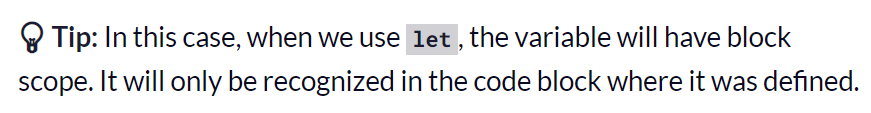 Tip: In this case, when we use let, the variable will have block
scope. It will only be recognized in the code block where it was defined.